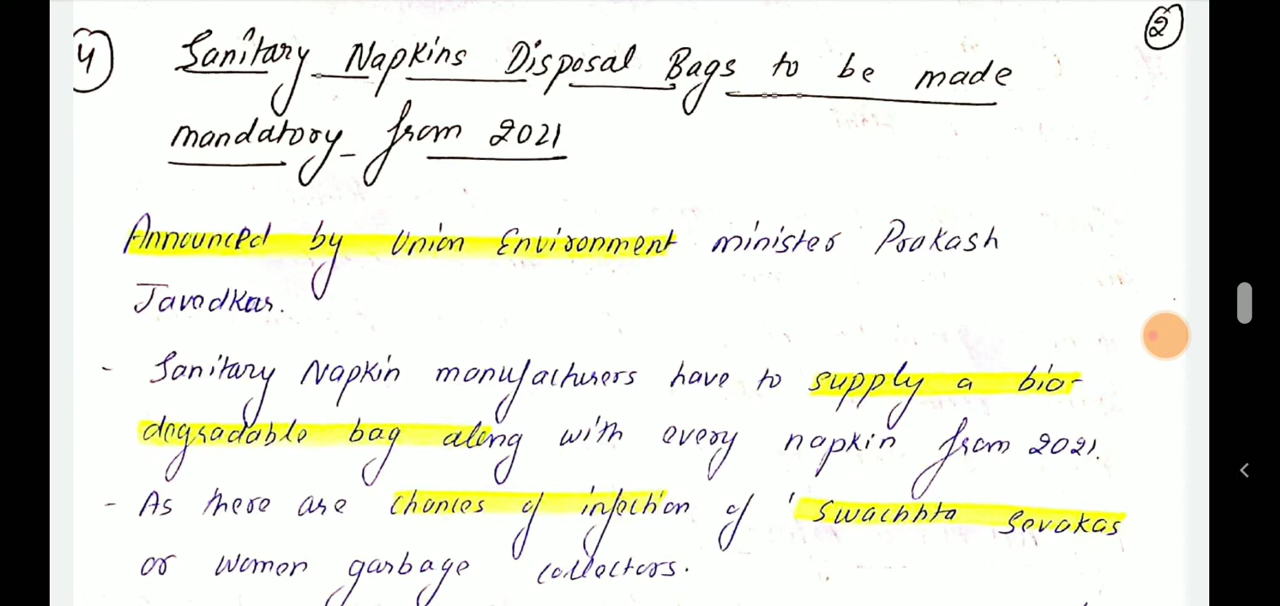 2
4) Sanitary Napkins Disposal Bags to be made
mandatory from 2021
Announced by Union Environment minister Prakash
Javadkar.
- Sanitary Napkin manufacturers have to supply a bio-
degradable bag along with every napkin from 2021.
- As there are chances of infection of 'Swachhta Sevakas
or women garbage collectors.